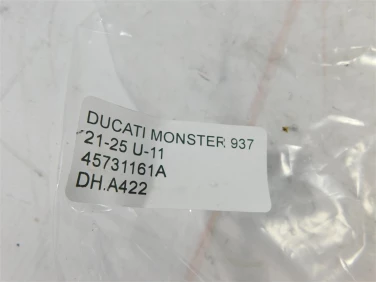 DUCATI MONSTER 937
'21-25 U-11
45731161A
DH.A422